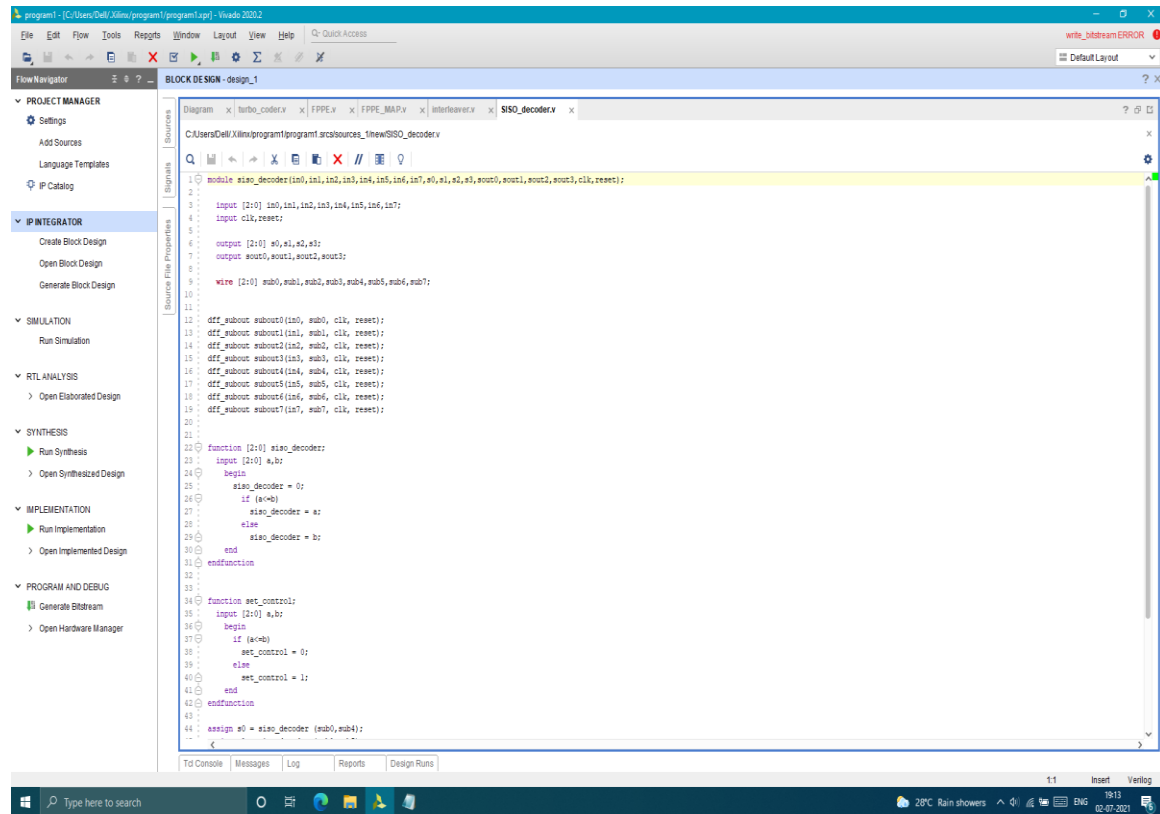 program1 - [C:/Users/Dell/.Xilinx/program1/program1.xpr] - Vivado 2020.2
File Edit Flow Tools Reports Window Layout View Help Q- Quick Access
write_bitstream ERROR
Default Layout
Flow Navigator
BLOCK DESIGN - design_1
PROJECT MANAGER
Settings
Add Sources
Language Templates
IP Catalog
IP INTEGRATOR
Create Block Design
Open Block Design
Generate Block Design
SIMULATION
Run Simulation
RTL ANALYSIS
Open Elaborated Design
SYNTHESIS
Run Synthesis
Open Synthesized Design
IMPLEMENTATION
Run Implementation
Open Implemented Design
PROGRAM AND DEBUG
Generate Bitstream
Open Hardware Manager
Sources
Signals
Source File Properties
Diagram x turbo_coder.v x FPPE.v x FPPE_MAP.v x interleaver.v x SISO_decoder.v x
C:/Users/Dell/.Xilinx/program1/program1.srcs/sources_1/new/SISO_decoder.v
1 module siso_decoder(in0,in1,in2,in3,in4,in5,in6,in7,s0,s1,s2,s3,sout0,sout1,sout2,sout3,clk,reset);
2
3 input [2:0] in0,in1,in2,in3,in4,in5,in6,in7;
4 input clk,reset;
5
6 output [2:0] s0,s1,s2,s3;
7 output sout0,sout1,sout2,sout3;
8
9 wire [2:0] sub0,sub1,sub2,sub3,sub4,sub5,sub6,sub7;
10
11
12 dff_subout subout0(in0, sub0, clk, reset);
13 dff_subout subout1(in1, sub1, clk, reset);
14 dff_subout subout2(in2, sub2, clk, reset);
15 dff_subout subout3(in3, sub3, clk, reset);
16 dff_subout subout4(in4, sub4, clk, reset);
17 dff_subout subout5(in5, sub5, clk, reset);
18 dff_subout subout6(in6, sub6, clk, reset);
19 dff_subout subout7(in7, sub7, clk, reset);
20
21
22 function [2:0] siso_decoder;
23 input [2:0] a,b;
24 begin
25 siso_decoder = 0;
26 if (a<=b)
27 siso_decoder = a;
28 else
29 siso_decoder = b;
30 end
31 endfunction
32
33
34 function set_control;
35 input [2:0] a,b;
36 begin
37 if (a<=b)
38 set_control = 0;
39 else
40 set_control = 1;
41 end
42 endfunction
43
44 assign s0 = siso_decoder (sub0,sub4);
Tcl Console Messages Log Reports Design Runs
1:1 Insert Verilog
Type here to search
28°C Rain showers ENG 19:13
02-07-2021